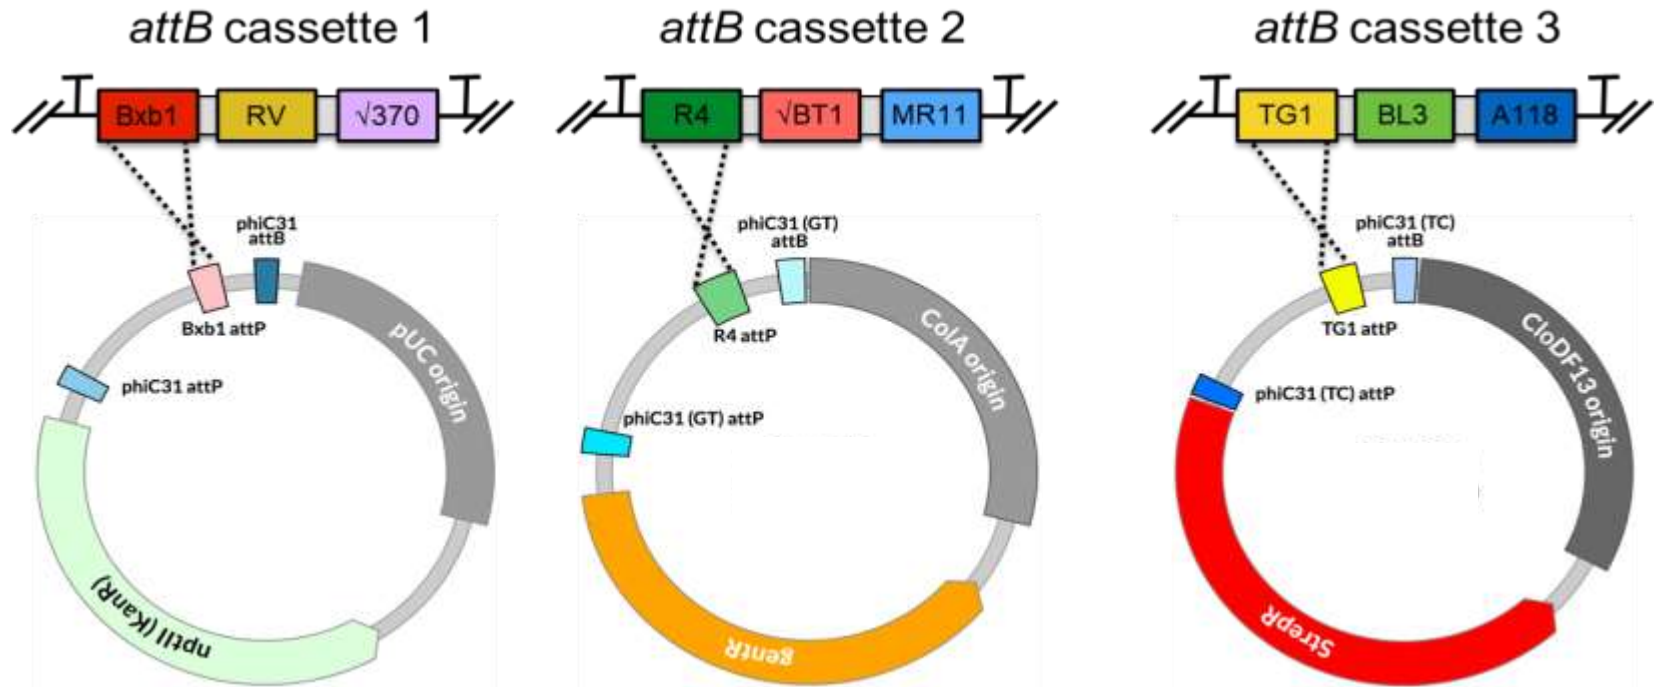 attB cassette 1
attB cassette 2
attB cassette 3
Bxb1
RV
√370
R4
√BT1
MR11
TG1
BL3
A118
phiC31
attB
Bxb1 attP
phiC31 attP
pUC origin
nptII (KanR)
phiC31 (GT)
attB
R4 attP
phiC31 (GT) attP
ColA origin
gentR
phiC31 (TC)
attB
TG1 attP
phiC31 (TC) attP
CloDF13 origin
StrepR